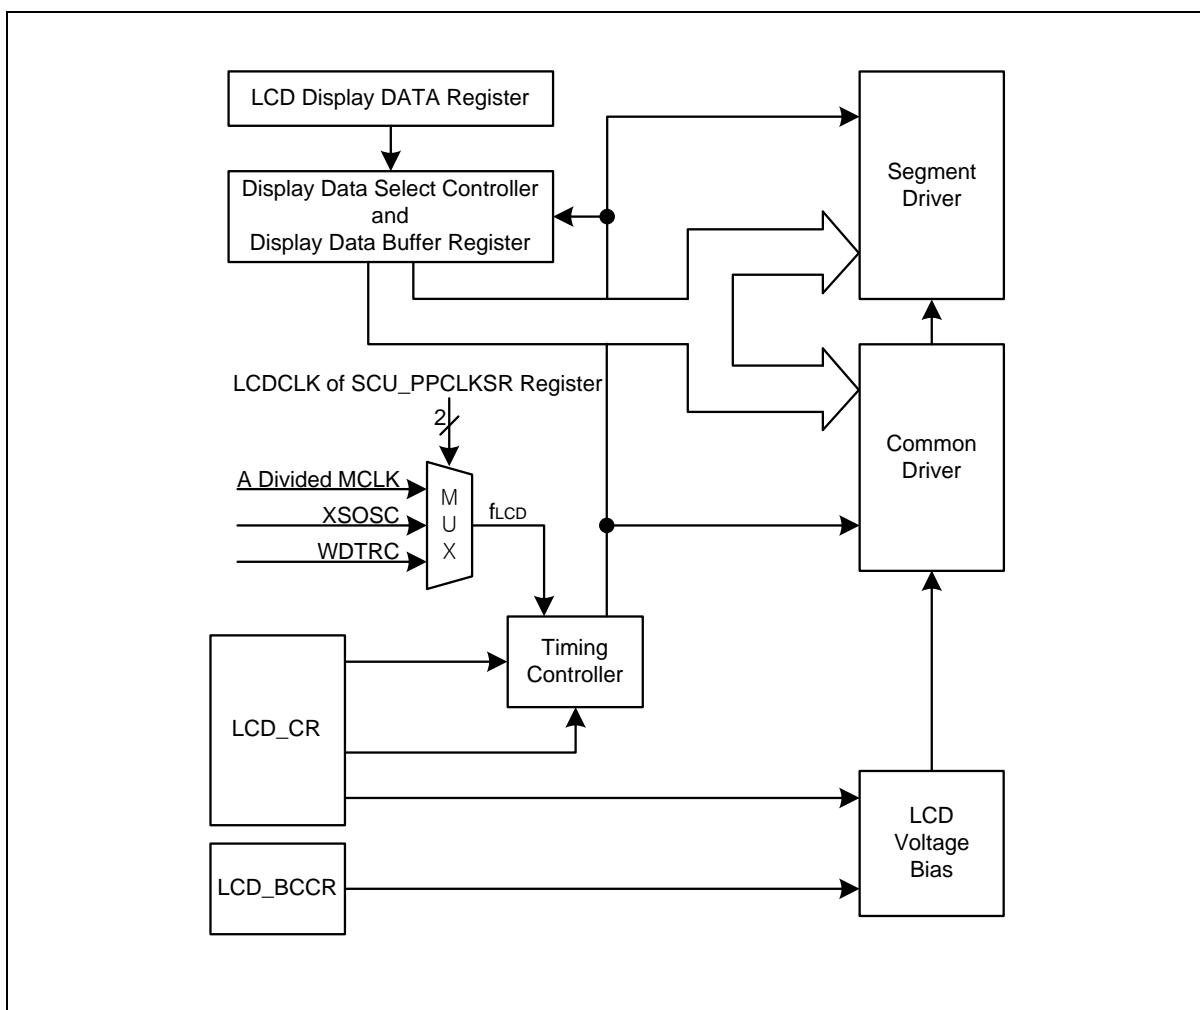 LCD Display DATA Register
Display Data Select Controller
and
Display Data Buffer Register
Segment
Driver
LCDCLK of SCU_PPCLKSR Register
2
A Divided MCLK
XSOSC
WDTRC
M
U
X
fLCD
Common
Driver
Timing
Controller
LCD_CR
LCD_BCCR
LCD
Voltage
Bias